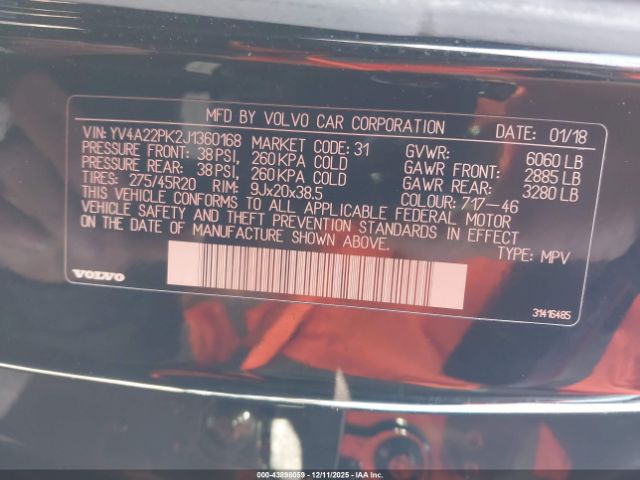 MFD BY VOLVO CAR CORPORATION DATE: 01/18
VIN: YV4A22PK2J1360168 MARKET CODE: 31 GVWR: 6060 LB
PRESSURE FRONT: 38 PSI, 260 KPA COLD GAWR FRONT: 2885 LB
PRESSURE REAR: 38 PSI, 260 KPA COLD GAWR REAR: 3280 LB
TIRES: 275/45R20 RIM: 9Jx20x38.5 COLOUR: 717-46
THIS VEHICLE CONFORMS TO ALL APPLICABLE FEDERAL MOTOR
VEHICLE SAFETY AND THEFT PREVENTION STANDARDS IN EFFECT
ON THE DATE OF MANUFACTURE SHOWN ABOVE. TYPE: MPV
VOLVO
31416485
000-43898059 - 12/11/2025 - IAAI.COM